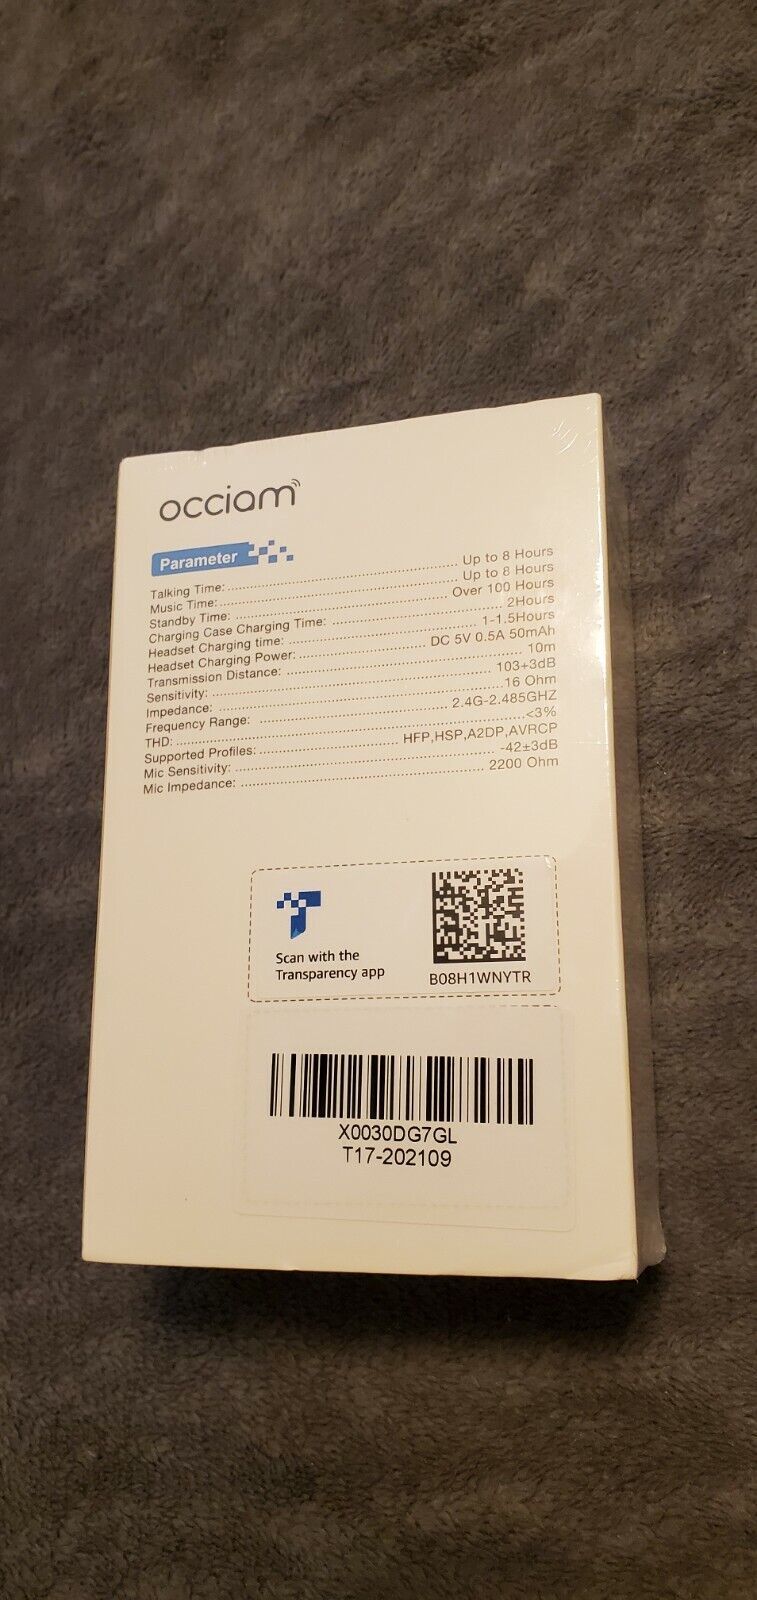 occiam
Parameter
Talking Time: Up to 8 Hours
Music Time: Up to 8 Hours
Standby Time: Over 100 Hours
Charging Case Charging Time: 2Hours
Headset Charging time: 1-1.5Hours
Headset Charging Power: DC 5V 0.5A 50mAh
Transmission Distance: 10m
Sensitivity: 103+3dB
Impedance: 16 Ohm
Frequency Range: 2.4G-2.485GHZ
THD: <3%
Supported Profiles: HFP,HSP,A2DP,AVRCP
Mic Sensitivity: -42±3dB
Mic Impedance: 2200 Ohm
Scan with the
Transparency app
B08H1WNYTR
X0030DG7GL
T17-202109